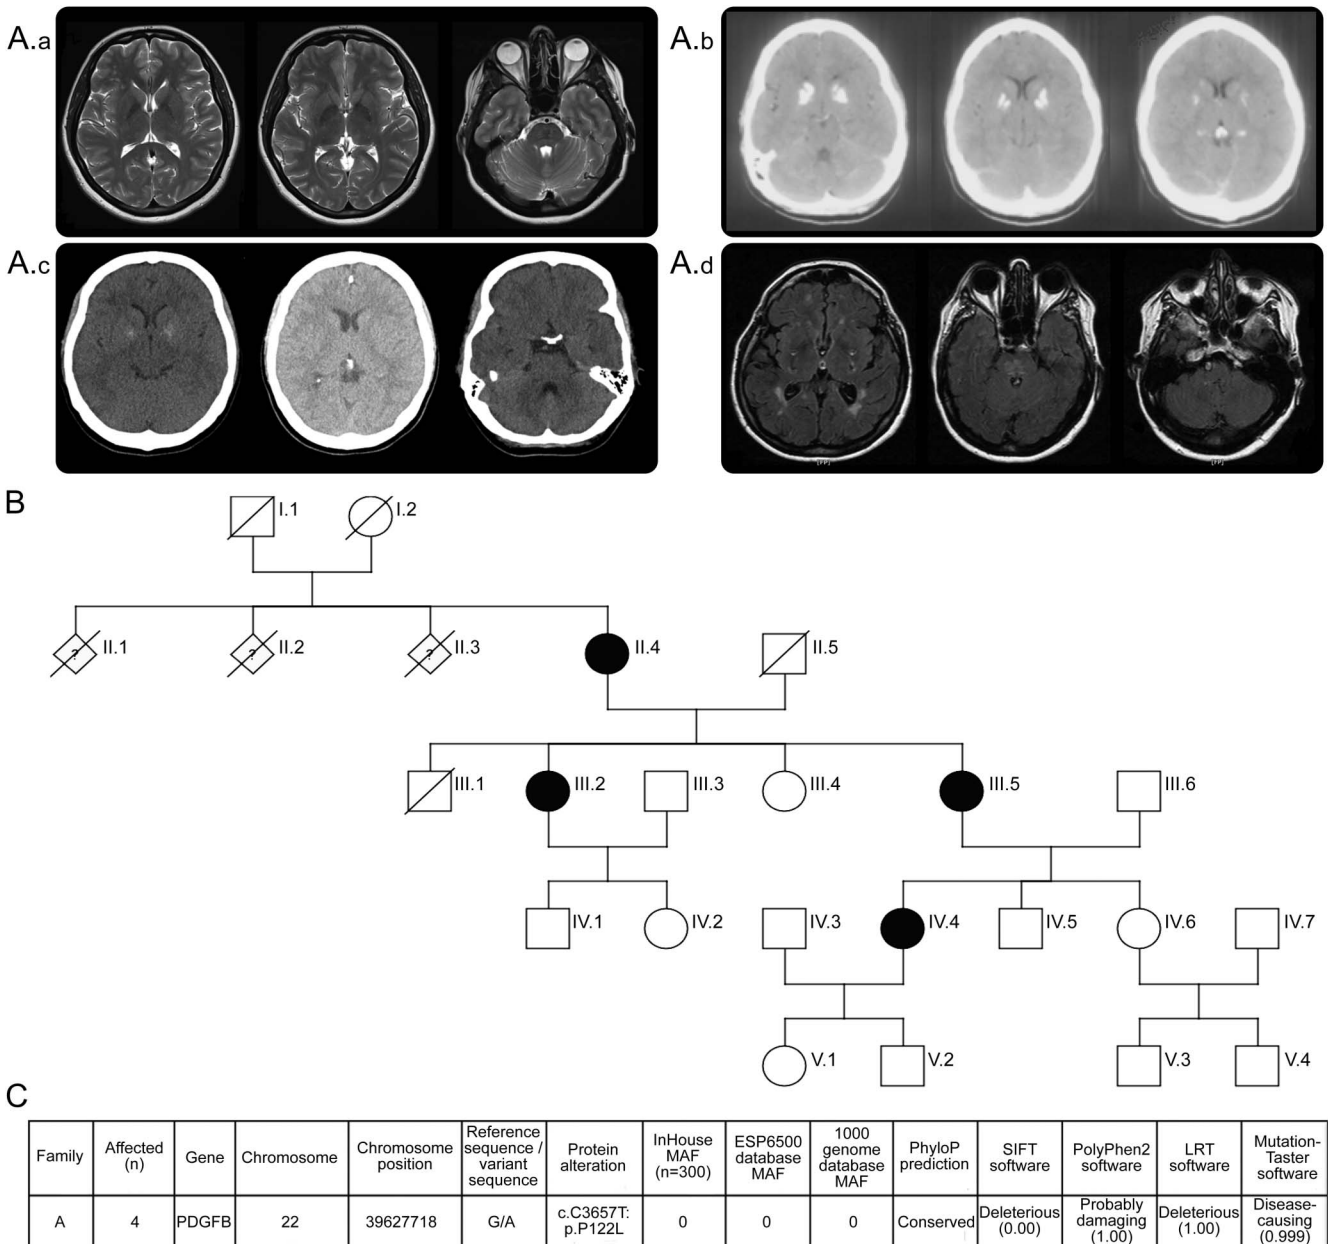 A.a
A.b
A.c
A.d
[FP]
[FP]
B
I.1
I.2
?
II.1
?
II.2
?
II.3
II.4
II.5
III.1
III.2
III.3
III.4
III.5
III.6
IV.1
IV.2
IV.3
IV.4
IV.5
IV.6
IV.7
V.1
V.2
V.3
V.4
C
Family
Affected
(n)
Gene
Chromosome
Chromosome
position
Reference
sequence /
variant
sequence
Protein
alteration
InHouse
MAF
(n=300)
ESP6500
database
MAF
1000
genome
database
MAF
PhyloP
prediction
SIFT
software
PolyPhen2
software
LRT
software
Mutation-
Taster
software
A
4
PDGFB
22
39627718
G/A
c.C3657T:
p.P122L
0
0
0
Conserved
Deleterious
(0.00)
Probably
damaging
(1.00)
Deleterious
(1.00)
Disease-
causing
(0.999)